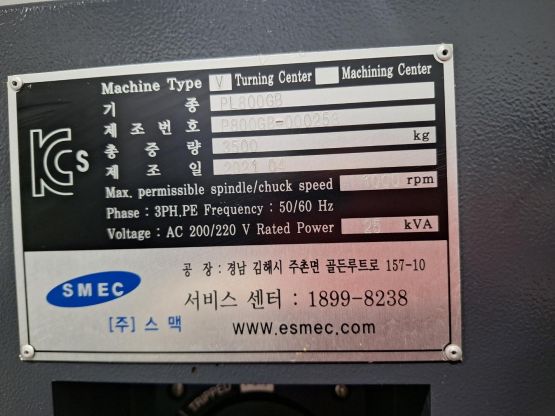 Machine Type V Turning Center Machining Center
기 종 PL800GB
제 조 번 호
총 중 량 3500 kg
제 조 일 2021.04
Max. permissible spindle/chuck speed rpm
Phase : 3PH,PE Frequency : 50/60 Hz
Voltage : AC 200/220 V Rated Power 25 kVA
KCs
공 장 : 경남 김해시 주촌면 골든루트로 157-10
SMEC
서비스 센터 : 1899-8238
[주] 스 맥
www.esmec.com
TRIPPED